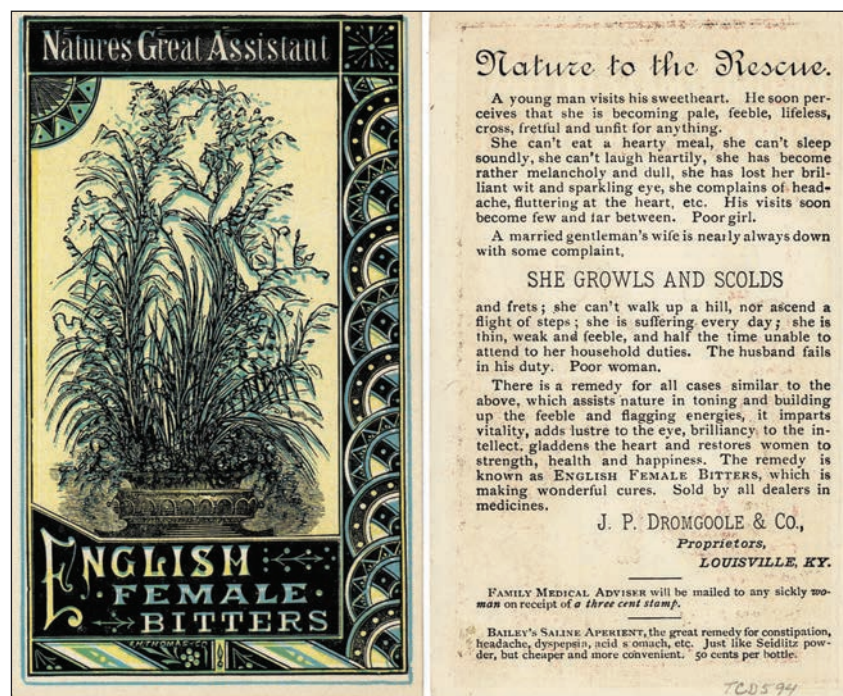 Natures Great Assistant
ENGLISH
FEMALE
BITTERS
E.H. THOMAS-CO
Nature to the Rescue.
A young man visits his sweetheart. He soon per-
ceives that she is becoming pale, feeble, lifeless,
cross, fretful and unfit for anything.
She can't eat a hearty meal, she can't sleep
soundly, she can't laugh heartily, she has become
rather melancholy and dull, she has lost her bril-
liant wit and sparkling eye, she complains of head-
ache, fluttering at the heart, etc. His visits soon
become few and far between. Poor girl.
A married gentleman's wife is nearly always down
with some complaint,
SHE GROWLS AND SCOLDS
and frets; she can't walk up a hill, nor ascend a
flight of steps; she is suffering every day; she is
thin, weak and feeble, and half the time unable to
attend to her household duties. The husband fails
in his duty. Poor woman.
There is a remedy for all cases similar to the
above, which assists nature in toning and building
up the feeble and flagging energies, it imparts
vitality, adds lustre to the eye, brilliancy to the in-
tellect, gladdens the heart and restores women to
strength, health and happiness. The remedy is
known as ENGLISH FEMALE BITTERS, which is
making wonderful cures. Sold by all dealers in
medicines.
J. P. DROMGOOLE & Co.,
Proprietors,
LOUISVILLE, KY.
FAMILY MEDICAL ADVISER will be mailed to any sickly wo-
man on receipt of a three cent stamp.
BAILEY'S SALINE APERIENT, the great remedy for constipation,
headache, dyspepsia, acid s omach, etc. Just like Seidlitz pow-
der, but cheaper and more convenient. 50 cents per bottle.
TCD594